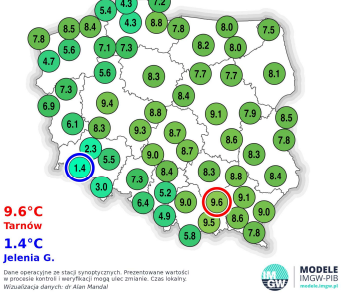 5.4 4.3 7.2
7.8 8.5 8.4 4.3 8.8 7.8 8.0 7.5
4.7 5.6 7.1 7.3 8.2 8.0
5.6 8.3 7.7 7.7 8.1
6.9 7.3 9.4 8.4
6.1 8.3 9.3 8.8 8.7 9.1 7.9 8.5
2.3 5.5 9.0 8.7 8.6 8.3 7.8
1.4 3.0 7.3 8.4 8.3 8.8 8.4
6.4 5.2 9.0 9.6 9.1
4.9 9.5 8.6 9.0
5.8 7.8
9.6°C
Tarnów
1.4°C
Jelenia G.
Dane operacyjne ze stacji synoptycznych. Prezentowane wartości
w procesie kontroli i weryfikacji mogą ulec zmianie. Czas lokalny.
Wizualizacja danych: dr Alan Mandal
IM
GW
MODELE
IMGW-PIB
modele.imgw.pl